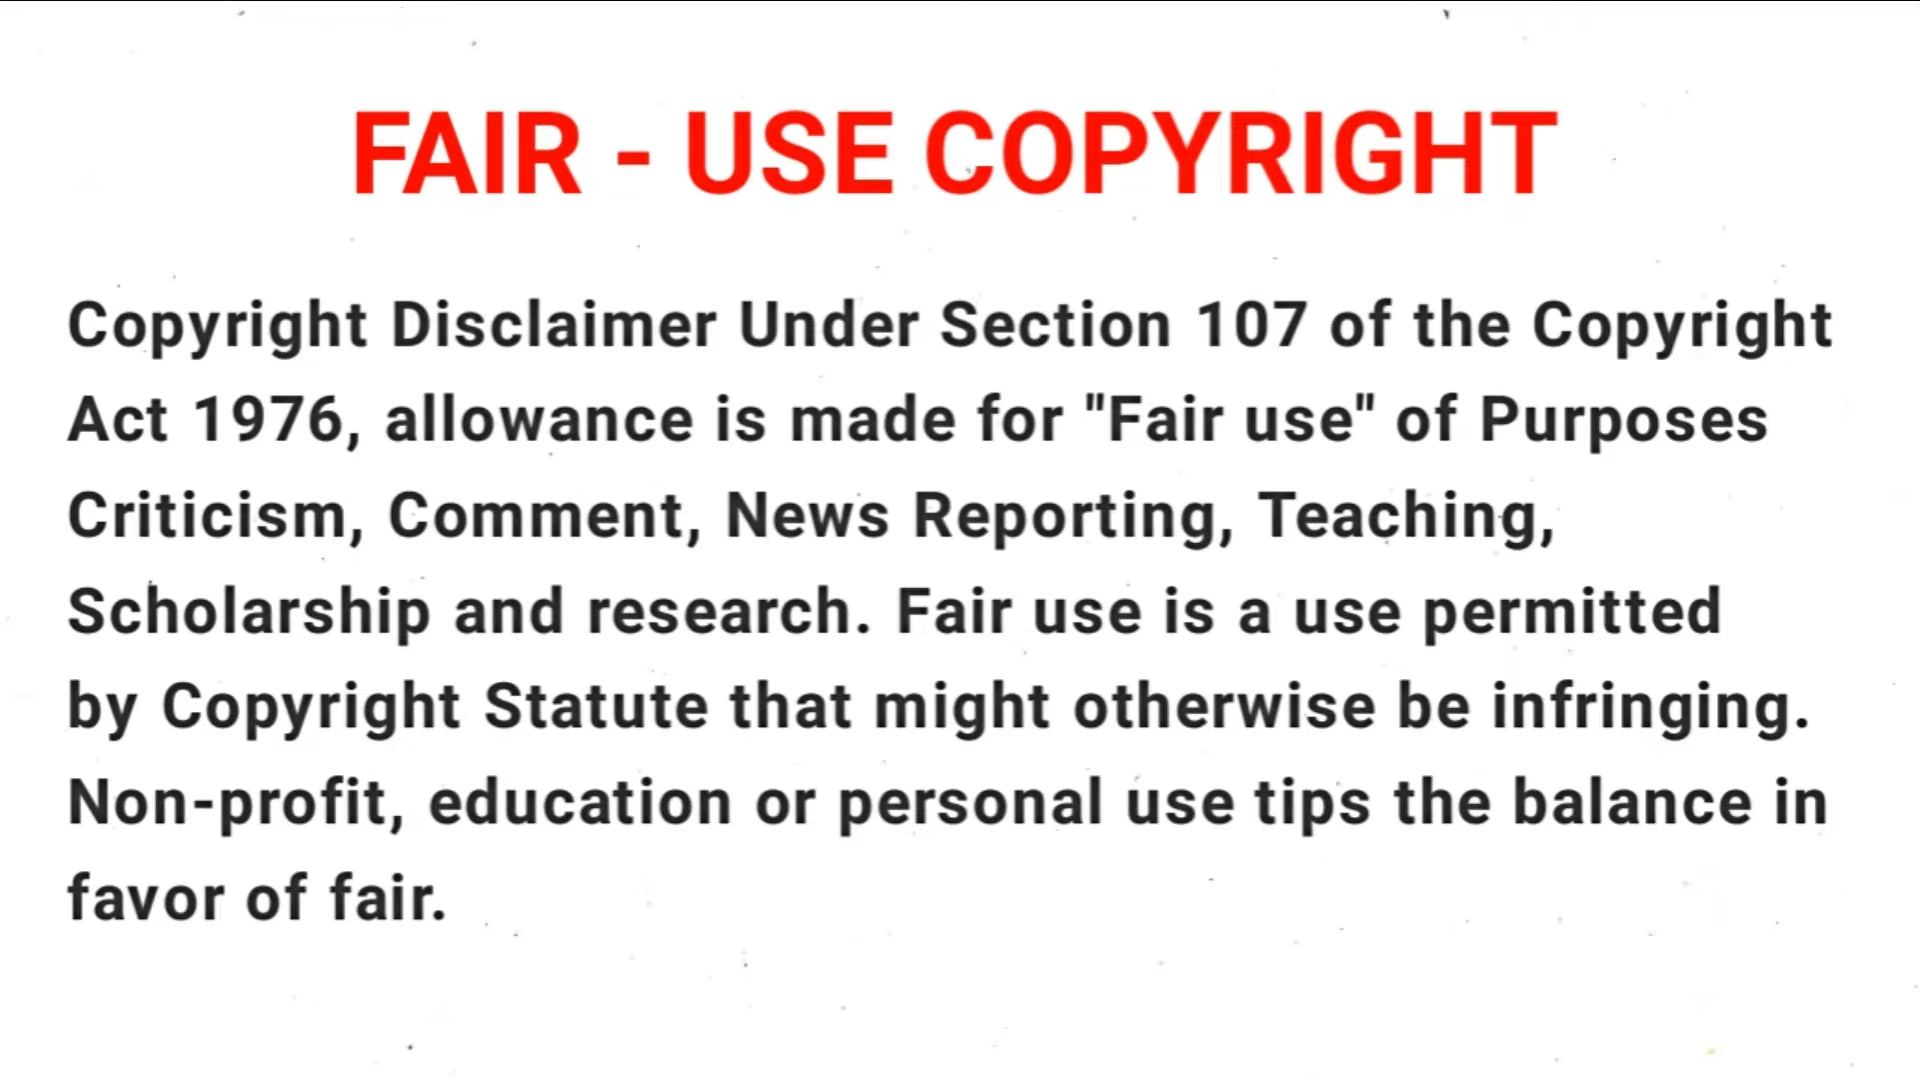 FAIR - USE COPYRIGHT
Copyright Disclaimer Under Section 107 of the Copyright
Act 1976, allowance is made for "Fair use" of Purposes
Criticism, Comment, News Reporting, Teaching,
Scholarship and research. Fair use is a use permitted
by Copyright Statute that might otherwise be infringing.
Non-profit, education or personal use tips the balance in
favor of fair.